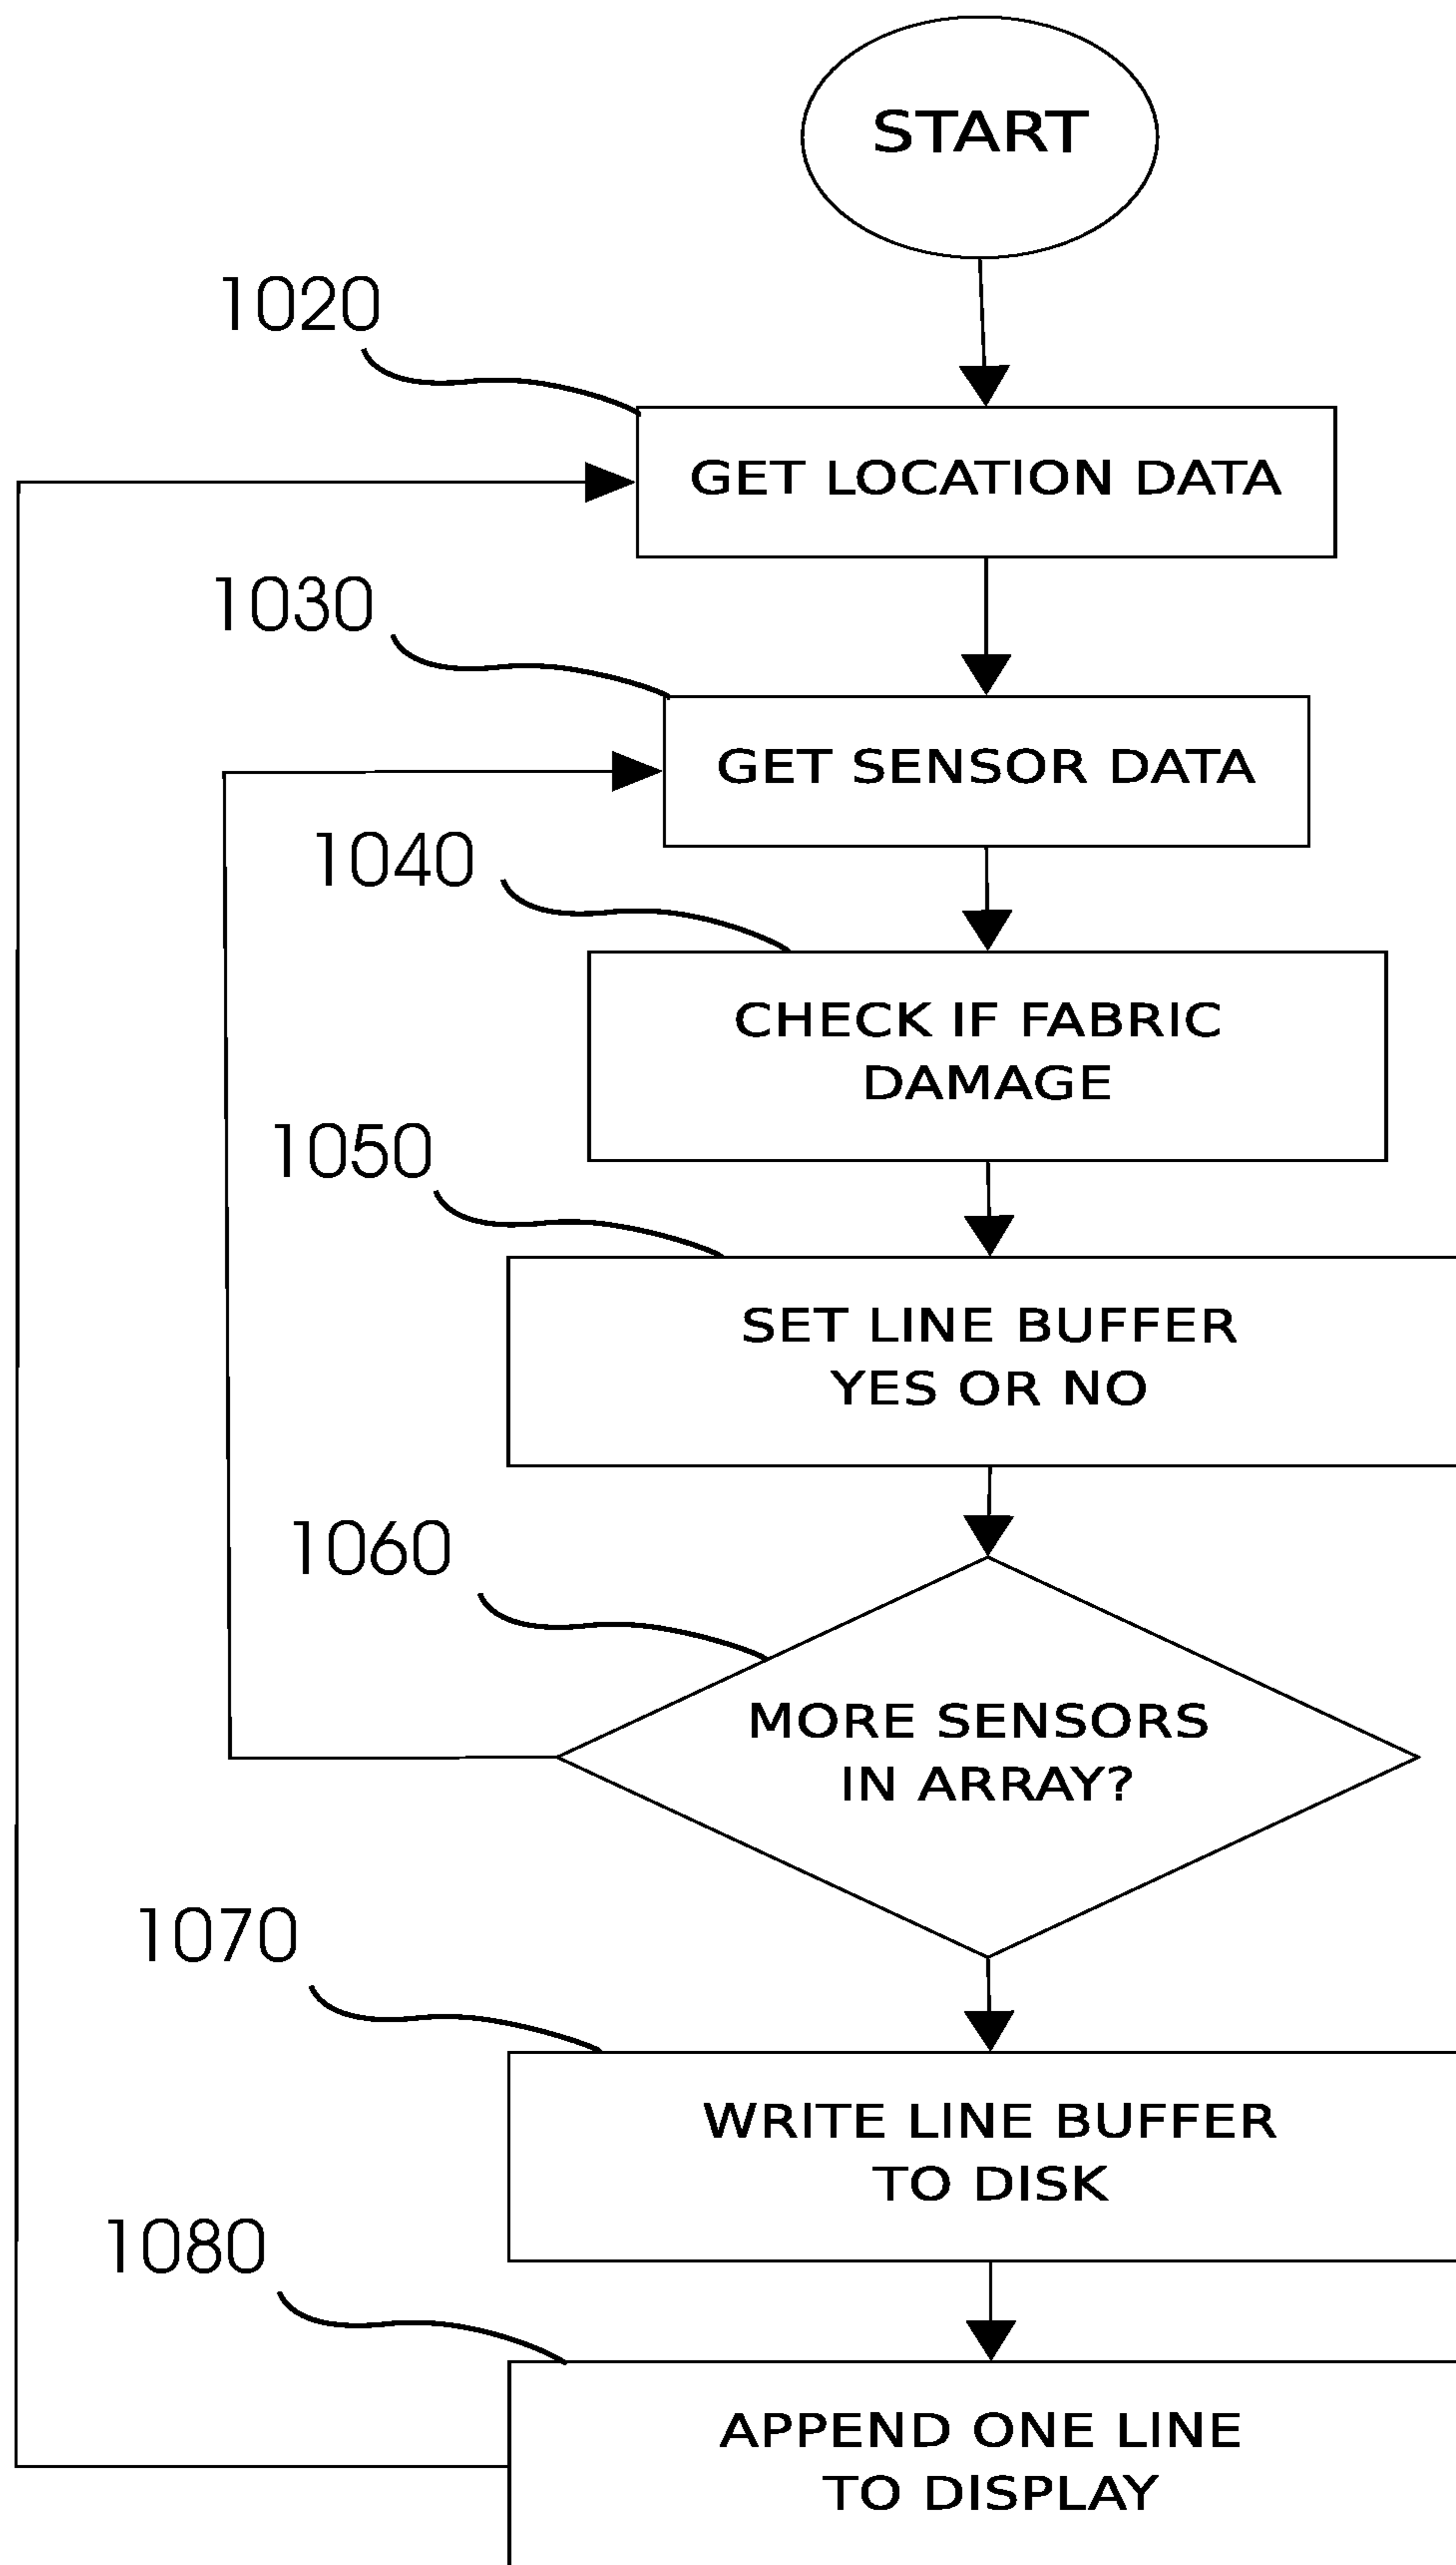 START
1020
GET LOCATION DATA
1030
GET SENSOR DATA
1040
CHECK IF FABRIC
DAMAGE
1050
SET LINE BUFFER
YES OR NO
1060
MORE SENSORS
IN ARRAY?
1070
WRITE LINE BUFFER
TO DISK
1080
APPEND ONE LINE
TO DISPLAY